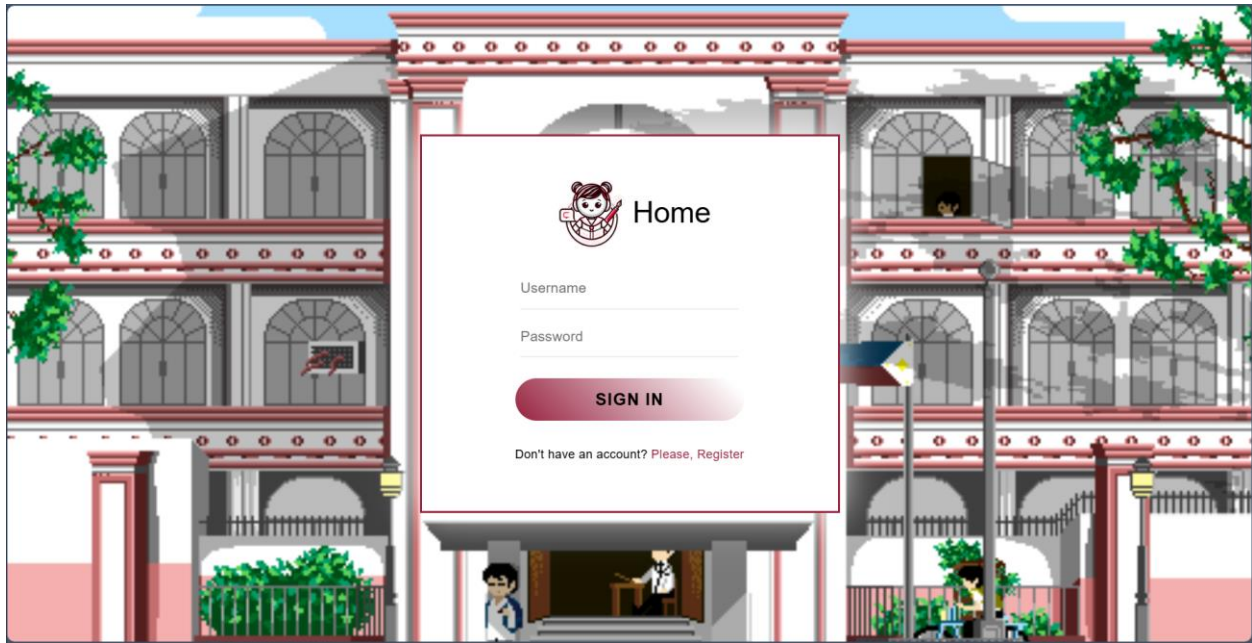 Home
Username
Password
SIGN IN
Don't have an account? Please, Register